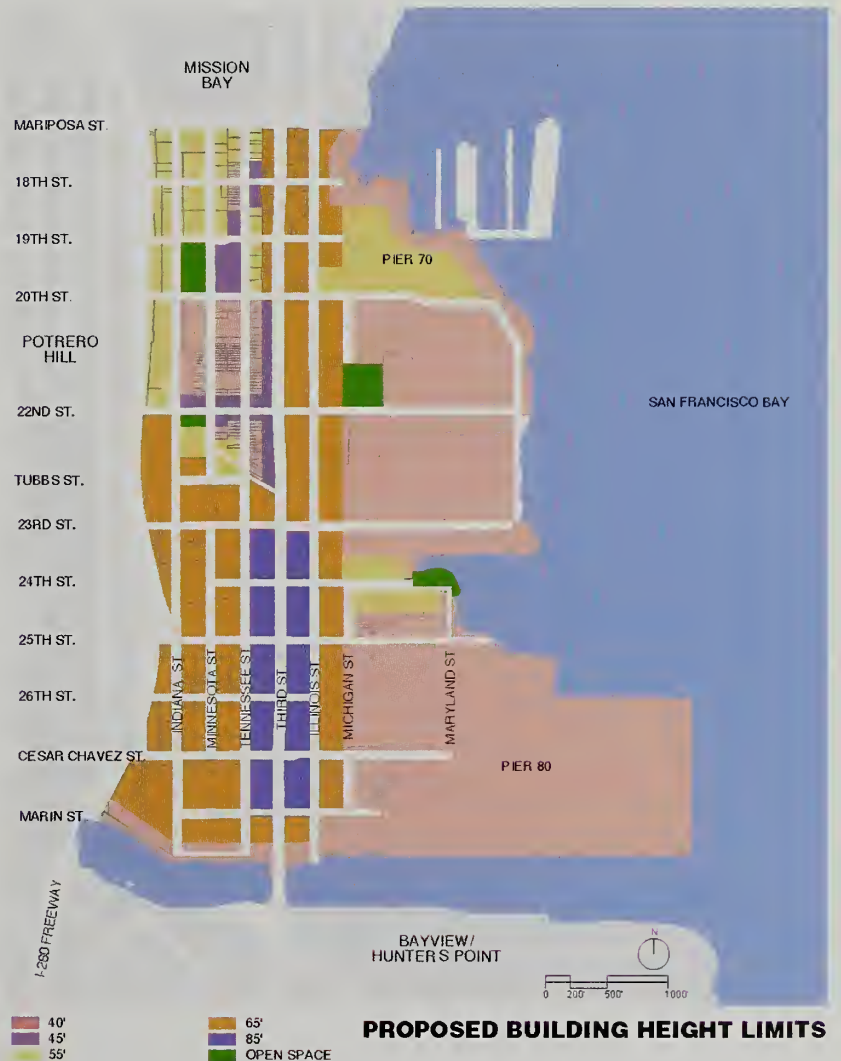 MISSION
BAY
MARIPOSA ST.
18TH ST.
19TH ST.
PIER 70
20TH ST.
POTRERO
HILL
SAN FRANCISCO BAY
22ND ST.
TUBBS ST.
23RD ST.
24TH ST.
25TH ST.
INDIANA ST
MINNESOTA ST
TENNESSEE ST
THIRD ST
ILLINOIS ST
MICHIGAN ST
MARYLAND ST
26TH ST.
CESAR CHAVEZ ST.
PIER 80
MARIN ST.
I-280 FREEWAY
BAYVIEW/
HUNTERS POINT
N
0 200' 500' 1000'
40'
45'
55'
65'
85'
OPEN SPACE
PROPOSED BUILDING HEIGHT LIMITS